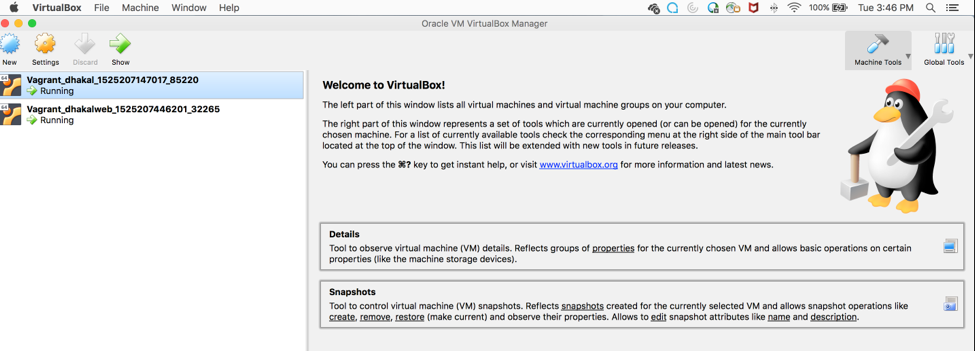 VirtualBox File Machine Window Help 100% Tue 3:46 PM
Oracle VM VirtualBox Manager
New Settings Discard Show Machine Tools Global Tools
64 Vagrant_dhakal_1525207147017_85220
Running
64 Vagrant_dhakalweb_1525207446201_32265
Running
Welcome to VirtualBox!
The left part of this window lists all virtual machines and virtual machine groups on your computer.
The right part of this window represents a set of tools which are currently opened (or can be opened) for the currently
chosen machine. For a list of currently available tools check the corresponding menu at the right side of the main tool bar
located at the top of the window. This list will be extended with new tools in future releases.
You can press the ⌘? key to get instant help, or visit www.virtualbox.org for more information and latest news.
Details
Tool to observe virtual machine (VM) details. Reflects groups of properties for the currently chosen VM and allows basic operations on certain
properties (like the machine storage devices).
Snapshots
Tool to control virtual machine (VM) snapshots. Reflects snapshots created for the currently selected VM and allows snapshot operations like
create, remove, restore (make current) and observe their properties. Allows to edit snapshot attributes like name and description.